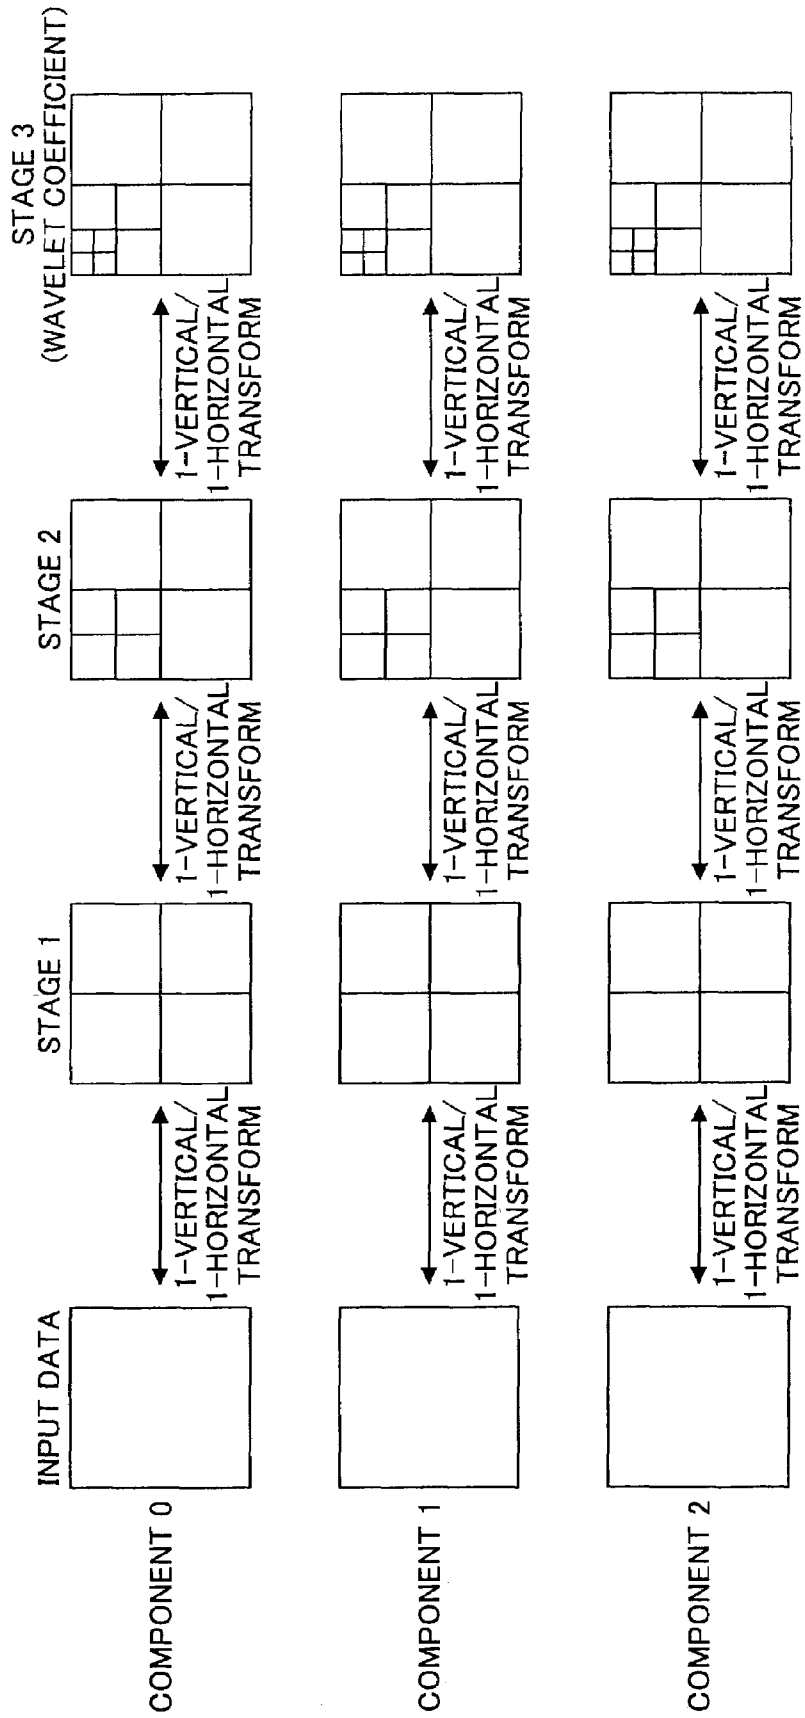 INPUT DATA
STAGE 1
STAGE 2
STAGE 3
(WAVELET COEFFICIENT)
COMPONENT 0
1-VERTICAL/
1-HORIZONTAL
TRANSFORM
1-VERTICAL/
1-HORIZONTAL
TRANSFORM
1-VERTICAL/
1-HORIZONTAL
TRANSFORM
COMPONENT 1
1-VERTICAL/
1-HORIZONTAL
TRANSFORM
1-VERTICAL/
1-HORIZONTAL
TRANSFORM
1-VERTICAL/
1-HORIZONTAL
TRANSFORM
COMPONENT 2
1-VERTICAL/
1-HORIZONTAL
TRANSFORM
1-VERTICAL/
1-HORIZONTAL
TRANSFORM
1-VERTICAL/
1-HORIZONTAL
TRANSFORM